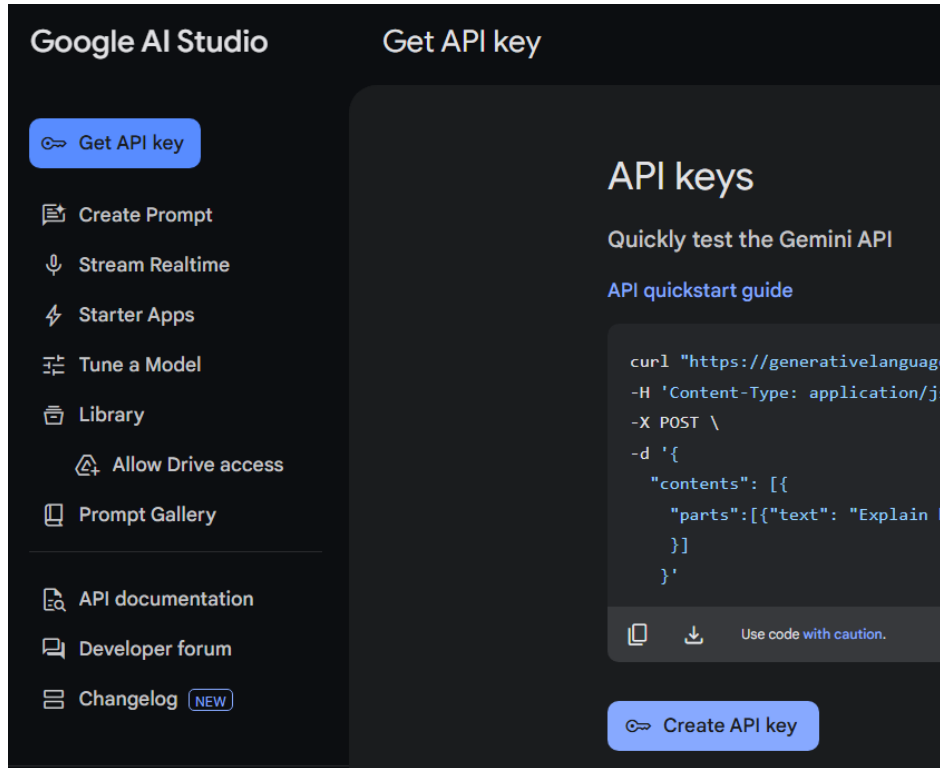 Google AI Studio
Get API key
Get API key
Create Prompt
Stream Realtime
Starter Apps
Tune a Model
Library
Allow Drive access
Prompt Gallery
API documentation
Developer forum
Changelog NEW
API keys
Quickly test the Gemini API
API quickstart guide
curl "https://generativelanguag
-H 'Content-Type: application/j
-X POST \
-d '{
"contents": [{
"parts":[{"text": "Explain
}]
}'
Use code with caution.
Create API key